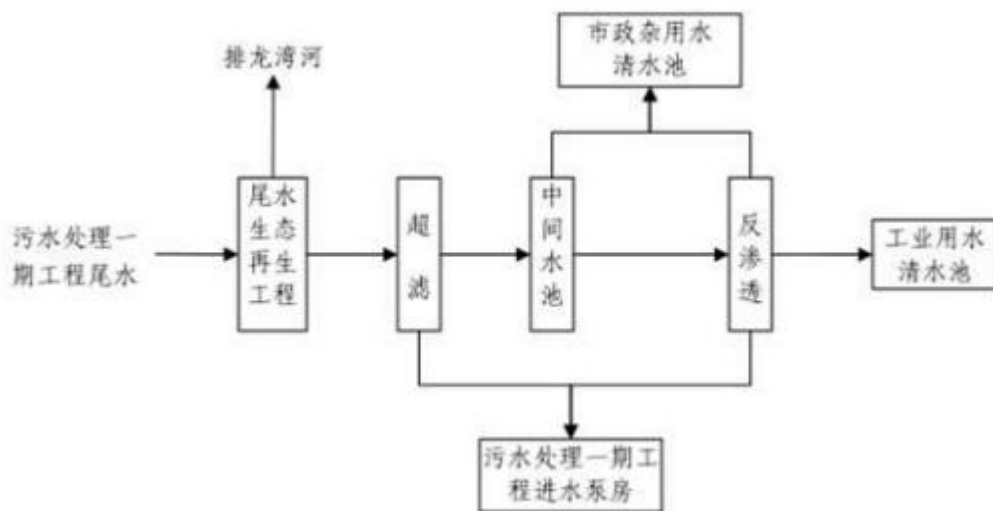 市政杂用水
清水池
排龙湾河
污水处理一
期工程尾水
尾水
生态
再生
工程
超
滤
中
间
水
池
反
渗
透
工业用水
清水池
污水处理一期工
程进水泵房